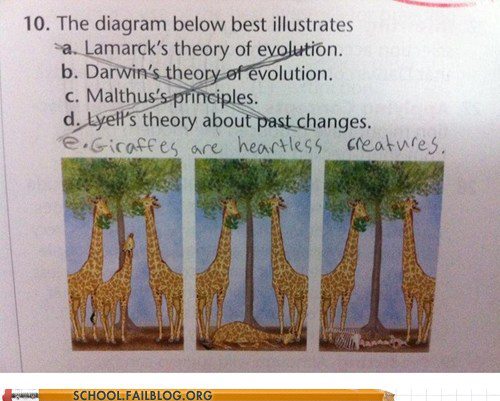 10. The diagram below best illustrates
a. Lamarck's theory of evolution.
b. Darwin's theory of evolution.
c. Malthus's principles.
d. Lyell's theory about past changes.
e. Giraffes are heartless creatures.
SCHOOL.FAILBLOG.ORG